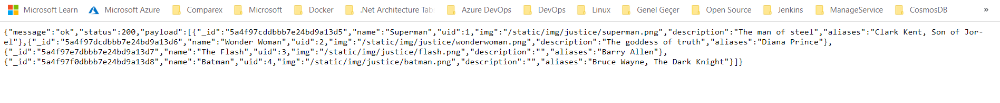 Microsoft Learn Microsoft Azure Comparex Microsoft Docker .Net Architecture Tab Azure DevOps DevOps Linux Genel Geçer Open Source Jenkins ManageService CosmosDB »
{"message":"ok","status":200,"payload":[{"_id":"5a4f97cddbbb7e24bd9a13d5","name":"Superman","uid":1,"img":"/static/img/justice/superman.png","description":"The man of steel","aliases":"Clark Kent, Son of Jor-
el"},{"_id":"5a4f97dcdbbb7e24bd9a13d6","name":"Wonder Woman","uid":2,"img":"/static/img/justice/wonderwoman.png","description":"The goddess of truth","aliases":"Diana Prince"},
{"_id":"5a4f97e7dbbb7e24bd9a13d7","name":"The Flash","uid":3,"img":"/static/img/justice/flash.png","description":"","aliases":"Barry Allen"},
{"_id":"5a4f97f0dbbb7e24bd9a13d8","name":"Batman","uid":4,"img":"/static/img/justice/batman.png","description":"","aliases":"Bruce Wayne, The Dark Knight"}]}